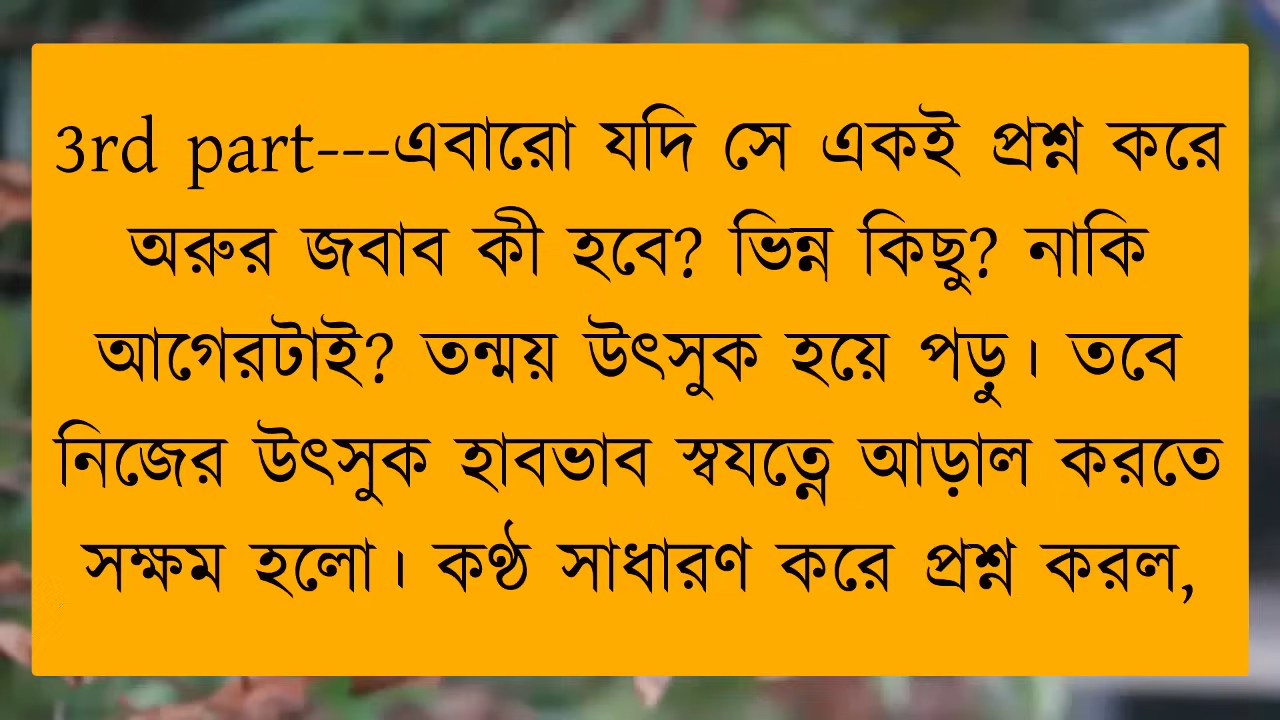 3rd part---এবারো যদি সে একই প্রশ্ন করে
অরুর জবাব কী হবে? ভিন্ন কিছু? নাকি
আগেরটাই? তন্ময় উৎসুক হয়ে পড়ু। তবে
নিজের উৎসুক হাবভাব স্বযত্নে আড়াল করতে
সক্ষম হলো। কণ্ঠ সাধারণ করে প্রশ্ন করল,